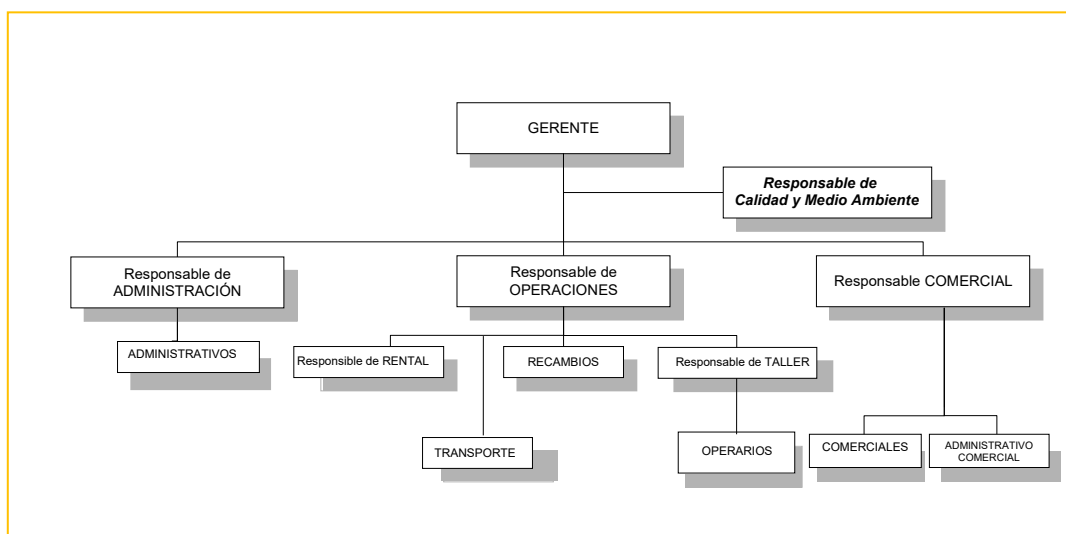 GERENTE
Responsable de
Calidad y Medio Ambiente
Responsable de
ADMINISTRACIÓN
Responsable de
OPERACIONES
Responsable COMERCIAL
ADMINISTRATIVOS
Responsible de RENTAL
RECAMBIOS
Responsable de TALLER
TRANSPORTE
OPERARIOS
COMERCIALES
ADMINISTRATIVO
COMERCIAL